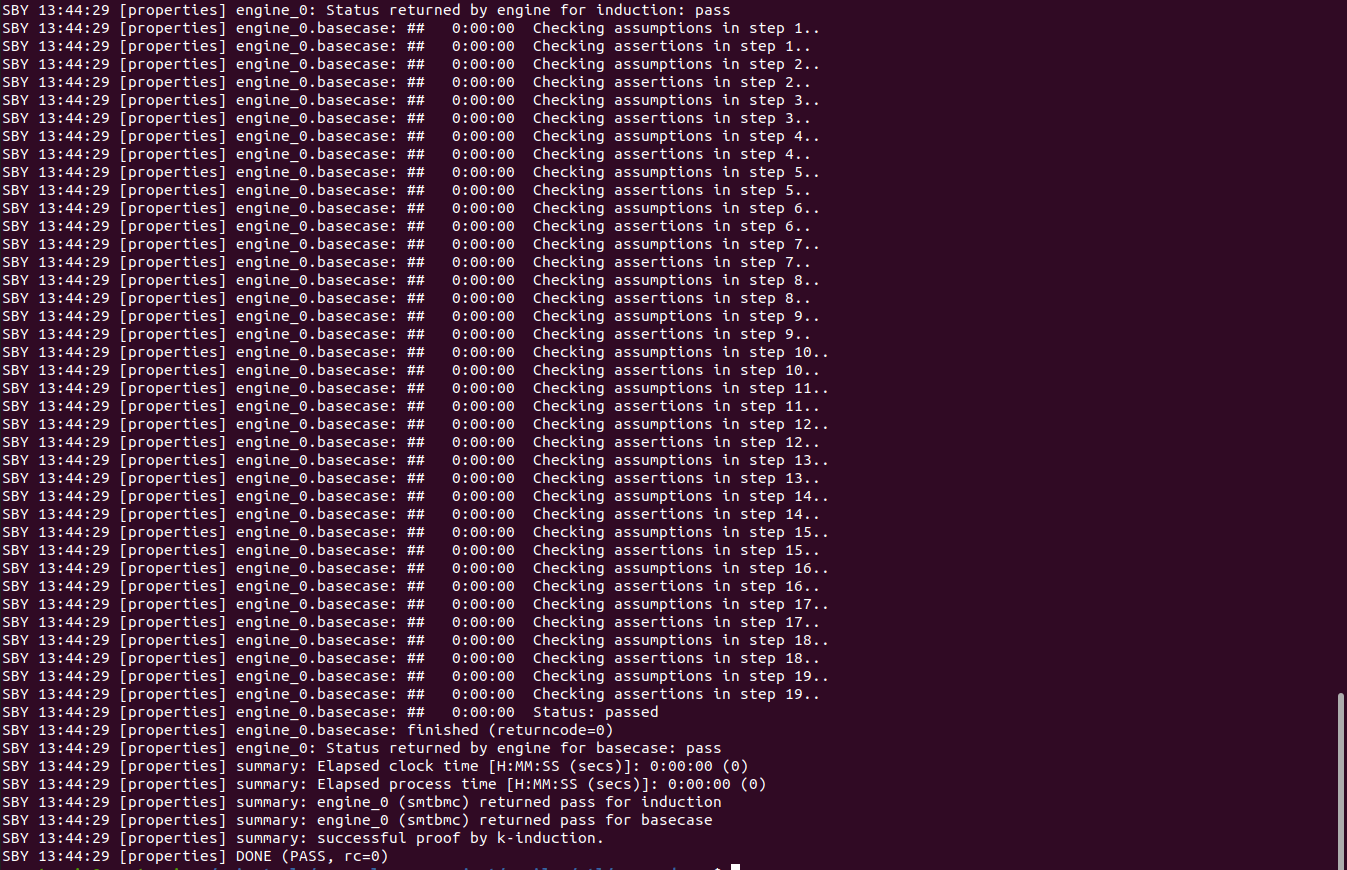 SBY 13:44:29 [properties] engine_0: Status returned by engine for induction: pass
SBY 13:44:29 [properties] engine_0.basecase: ##   0:00:00  Checking assumptions in step 1..
SBY 13:44:29 [properties] engine_0.basecase: ##   0:00:00  Checking assertions in step 1..
SBY 13:44:29 [properties] engine_0.basecase: ##   0:00:00  Checking assumptions in step 2..
SBY 13:44:29 [properties] engine_0.basecase: ##   0:00:00  Checking assertions in step 2..
SBY 13:44:29 [properties] engine_0.basecase: ##   0:00:00  Checking assumptions in step 3..
SBY 13:44:29 [properties] engine_0.basecase: ##   0:00:00  Checking assertions in step 3..
SBY 13:44:29 [properties] engine_0.basecase: ##   0:00:00  Checking assumptions in step 4..
SBY 13:44:29 [properties] engine_0.basecase: ##   0:00:00  Checking assertions in step 4..
SBY 13:44:29 [properties] engine_0.basecase: ##   0:00:00  Checking assumptions in step 5..
SBY 13:44:29 [properties] engine_0.basecase: ##   0:00:00  Checking assertions in step 5..
SBY 13:44:29 [properties] engine_0.basecase: ##   0:00:00  Checking assumptions in step 6..
SBY 13:44:29 [properties] engine_0.basecase: ##   0:00:00  Checking assertions in step 6..
SBY 13:44:29 [properties] engine_0.basecase: ##   0:00:00  Checking assumptions in step 7..
SBY 13:44:29 [properties] engine_0.basecase: ##   0:00:00  Checking assertions in step 7..
SBY 13:44:29 [properties] engine_0.basecase: ##   0:00:00  Checking assumptions in step 8..
SBY 13:44:29 [properties] engine_0.basecase: ##   0:00:00  Checking assertions in step 8..
SBY 13:44:29 [properties] engine_0.basecase: ##   0:00:00  Checking assumptions in step 9..
SBY 13:44:29 [properties] engine_0.basecase: ##   0:00:00  Checking assertions in step 9..
SBY 13:44:29 [properties] engine_0.basecase: ##   0:00:00  Checking assumptions in step 10..
SBY 13:44:29 [properties] engine_0.basecase: ##   0:00:00  Checking assertions in step 10..
SBY 13:44:29 [properties] engine_0.basecase: ##   0:00:00  Checking assumptions in step 11..
SBY 13:44:29 [properties] engine_0.basecase: ##   0:00:00  Checking assertions in step 11..
SBY 13:44:29 [properties] engine_0.basecase: ##   0:00:00  Checking assumptions in step 12..
SBY 13:44:29 [properties] engine_0.basecase: ##   0:00:00  Checking assertions in step 12..
SBY 13:44:29 [properties] engine_0.basecase: ##   0:00:00  Checking assumptions in step 13..
SBY 13:44:29 [properties] engine_0.basecase: ##   0:00:00  Checking assertions in step 13..
SBY 13:44:29 [properties] engine_0.basecase: ##   0:00:00  Checking assumptions in step 14..
SBY 13:44:29 [properties] engine_0.basecase: ##   0:00:00  Checking assertions in step 14..
SBY 13:44:29 [properties] engine_0.basecase: ##   0:00:00  Checking assumptions in step 15..
SBY 13:44:29 [properties] engine_0.basecase: ##   0:00:00  Checking assertions in step 15..
SBY 13:44:29 [properties] engine_0.basecase: ##   0:00:00  Checking assumptions in step 16..
SBY 13:44:29 [properties] engine_0.basecase: ##   0:00:00  Checking assertions in step 16..
SBY 13:44:29 [properties] engine_0.basecase: ##   0:00:00  Checking assumptions in step 17..
SBY 13:44:29 [properties] engine_0.basecase: ##   0:00:00  Checking assertions in step 17..
SBY 13:44:29 [properties] engine_0.basecase: ##   0:00:00  Checking assumptions in step 18..
SBY 13:44:29 [properties] engine_0.basecase: ##   0:00:00  Checking assertions in step 18..
SBY 13:44:29 [properties] engine_0.basecase: ##   0:00:00  Checking assumptions in step 19..
SBY 13:44:29 [properties] engine_0.basecase: ##   0:00:00  Checking assertions in step 19..
SBY 13:44:29 [properties] engine_0.basecase: ##   0:00:00  Status: passed
SBY 13:44:29 [properties] engine_0.basecase: finished (returncode=0)
SBY 13:44:29 [properties] engine_0: Status returned by engine for basecase: pass
SBY 13:44:29 [properties] summary: Elapsed clock time [H:MM:SS (secs)]: 0:00:00 (0)
SBY 13:44:29 [properties] summary: Elapsed process time [H:MM:SS (secs)]: 0:00:00 (0)
SBY 13:44:29 [properties] summary: engine_0 (smtbmc) returned pass for induction
SBY 13:44:29 [properties] summary: engine_0 (smtbmc) returned pass for basecase
SBY 13:44:29 [properties] summary: successful proof by k-induction.
SBY 13:44:29 [properties] DONE (PASS, rc=0)